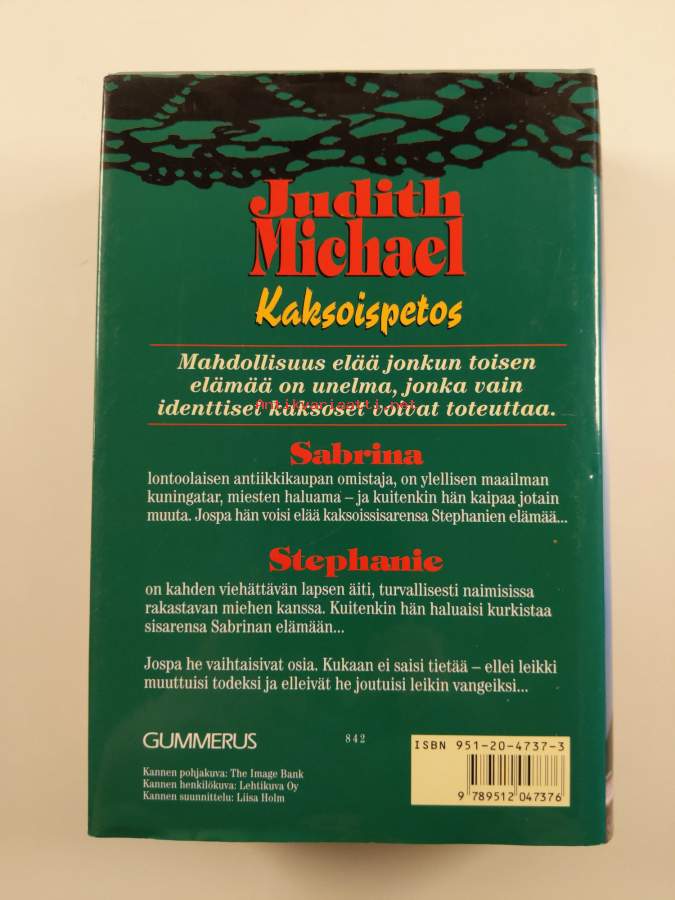 Judith
Michael
Kaksoispetos
Mahdollisuus elää jonkun toisen
elämää on unelma, jonka vain
identtiset kaksoset voivat toteuttaa.
Antikvariaatti.net
Sabrina
lontoolaisen antiikkikaupan omistaja, on ylellisen maailman
kuningatar, miesten haluama – ja kuitenkin hän kaipaa jotain
muuta. Jospa hän voisi elää kaksoissisarensa Stephanien elämää...
Stephanie
on kahden viehättävän lapsen äiti, turvallisesti naimisissa
rakastavan miehen kanssa. Kuitenkin hän haluaisi kurkistaa
sisarensa Sabrinan elämään...
Jospa he vaihtaisivat osia. Kukaan ei saisi tietää – ellei leikki
muuttuisi todeksi ja elleivät he joutuisi leikin vangeiksi...
GUMMERUS
842
ISBN 951-20-4737-3
9 789512 047376
Kannen pohjakuva: The Image Bank
Kannen henkilökuva: Lehtikuva Oy
Kannen suunnittelu: Liisa Holm